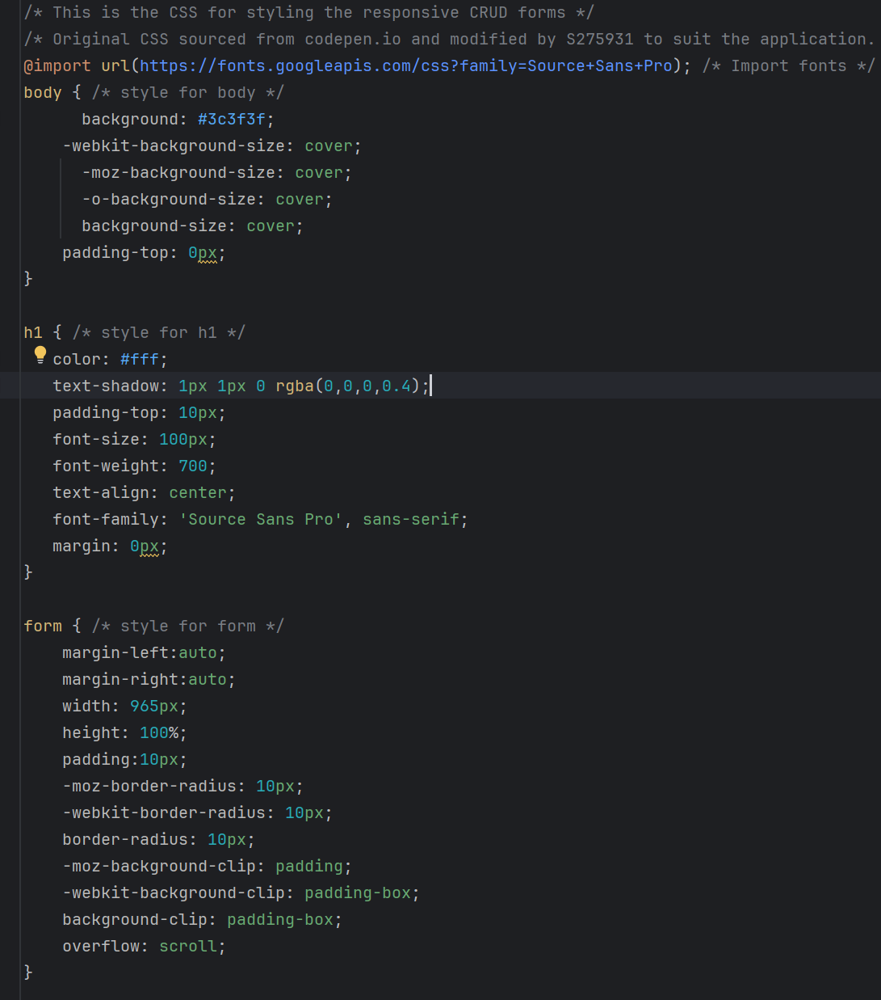 /* This is the CSS for styling the responsive CRUD forms */
/* Original CSS sourced from codepen.io and modified by S275931 to suit the application.
@import url(https://fonts.googleapis.com/css?family=Source+Sans+Pro); /* Import fonts */
body { /* style for body */
      background: #3c3f3f;
    -webkit-background-size: cover;
      -moz-background-size: cover;
      -o-background-size: cover;
      background-size: cover;
    padding-top: 0px;
}

h1 { /* style for h1 */
   color: #fff;
   text-shadow: 1px 1px 0 rgba(0,0,0,0.4);
   padding-top: 10px;
   font-size: 100px;
   font-weight: 700;
   text-align: center;
   font-family: 'Source Sans Pro', sans-serif;
   margin: 0px;
}

form { /* style for form */
    margin-left:auto;
    margin-right:auto;
    width: 965px;
    height: 100%;
    padding:10px;
    -moz-border-radius: 10px;
    -webkit-border-radius: 10px;
    border-radius: 10px;
    -moz-background-clip: padding;
    -webkit-background-clip: padding-box;
    background-clip: padding-box;
    overflow: scroll;
}